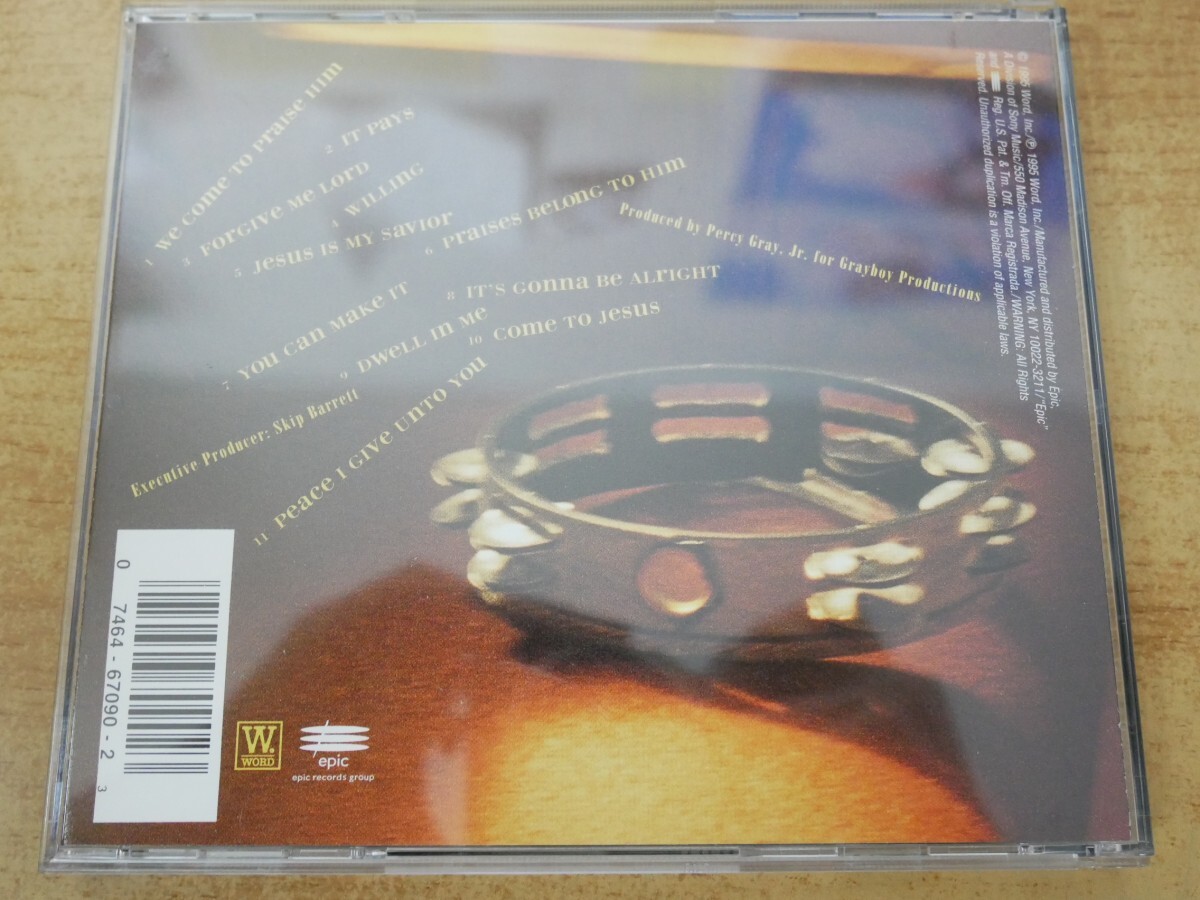 1 we come to praise him
2 it pays
3 forgive me lord
4 willing
5 jesus is my savior
6 praises belong to him
7 you can make it
8 it's gonna be alright
9 dwell in me
10 come to jesus
11 peace i give unto you
Produced by Percy Gray, Jr. for Grayboy Productions
Executive Producer: Skip Barrett
© 1995 Word, Inc./℗ 1995 Word, Inc./Manufactured and distributed by Epic,
A Division of Sony Music/550 Madison Avenue, New York, NY 10022-3211/"Epic"
and Reg. U.S. Pat. & Tm. Off. Marca Registrada./WARNING: All Rights
Reserved. Unauthorized duplication is a violation of applicable laws.
0 7464-67090-2 3
W.
WORD
epic
epic records group